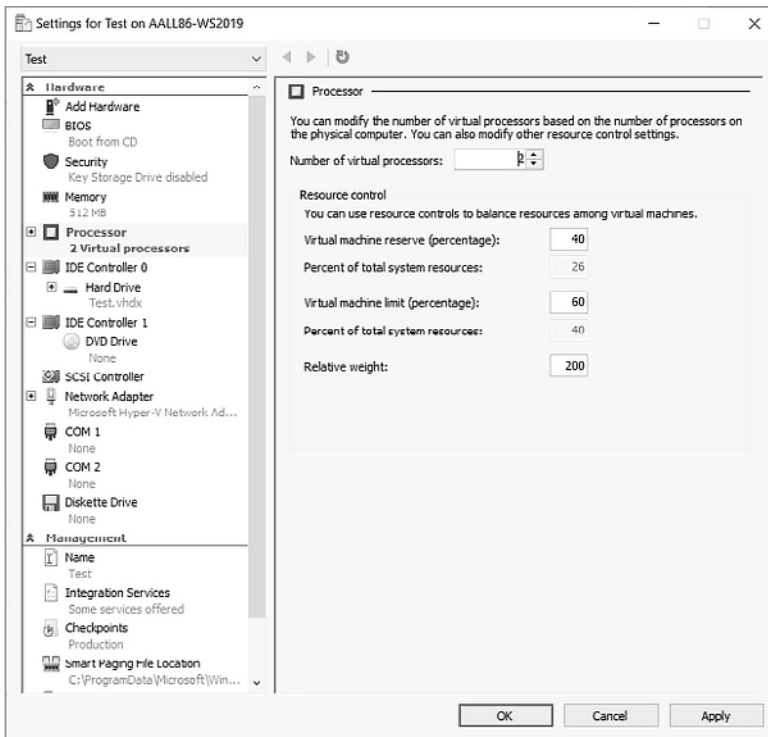 Settings for Test on AALL86-WS2019
Test
Hardware
Add Hardware
BIOS
Boot from CD
Security
Key Storage Drive disabled
Memory
512 MB
Processor
2 Virtual processors
IDE Controller 0
Hard Drive
Test.vhdx
IDE Controller 1
DVD Drive
None
SCSI Controller
Network Adapter
Microsoft Hyper-V Network Ad...
COM 1
None
COM 2
None
Diskette Drive
None
Management
Name
Test
Integration Services
Some services offered
Checkpoints
Production
Smart Paging File Location
C:\ProgramData\Microsoft\Win...
Processor
You can modify the number of virtual processors based on the number of processors on
the physical computer. You can also modify other resource control settings.
Number of virtual processors: 2
Resource control
You can use resource controls to balance resources among virtual machines.
Virtual machine reserve (percentage): 40
Percent of total system resources: 26
Virtual machine limit (percentage): 60
Percent of total system resources: 40
Relative weight: 200
OK Cancel Apply